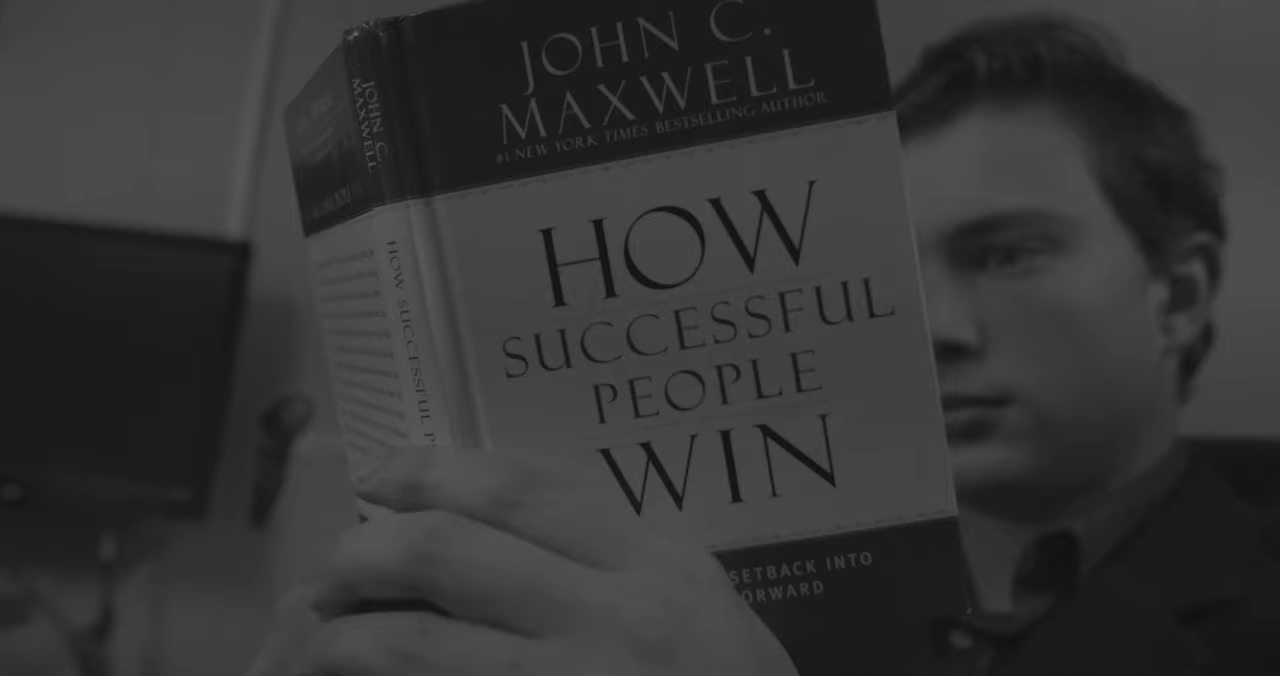 JOHN C.
MAXWELL
#1 NEW YORK TIMES BESTSELLING AUTHOR
HOW
SUCCESSFUL
PEOPLE
WIN
SETBACK INTO
ORWARD
JOHN C.
MAXWELL
HOW SUCCESSFUL P